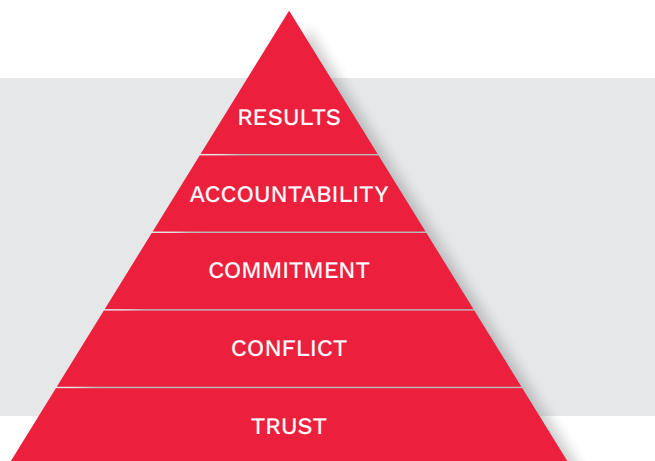 RESULTS
ACCOUNTABILITY
COMMITMENT
CONFLICT
TRUST